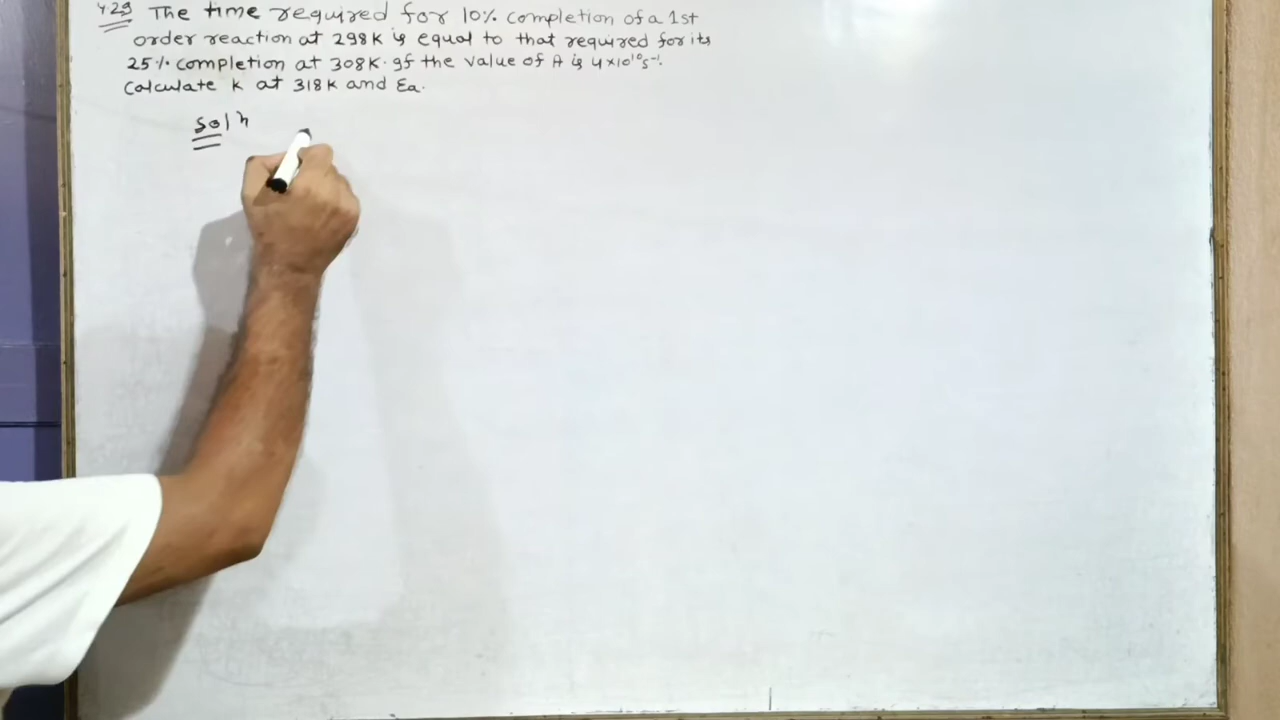 4.29 The time required for 10% completion of a 1st
order reaction at 298K is equal to that required for its
25% completion at 308K. If the value of A is 4×10¹⁰s⁻¹.
Calculate K at 318K and Ea.
Soln